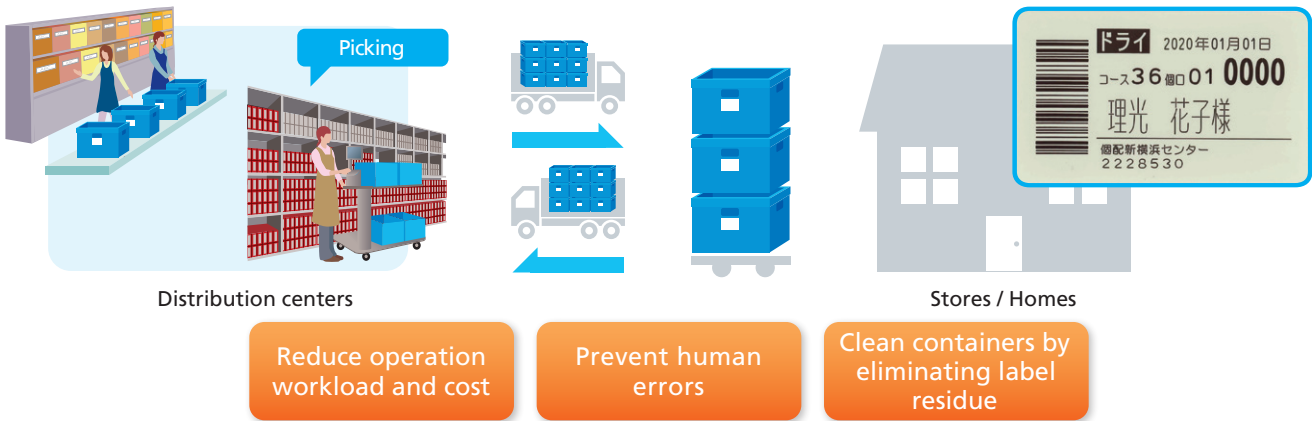 Picking
ドライ 2020年01月01日
コース36個口01 0000
理光 花子様
個配新横浜センター
2228530
Distribution centers
Stores / Homes
Reduce operation
workload and cost
Prevent human
errors
Clean containers by
eliminating label
residue